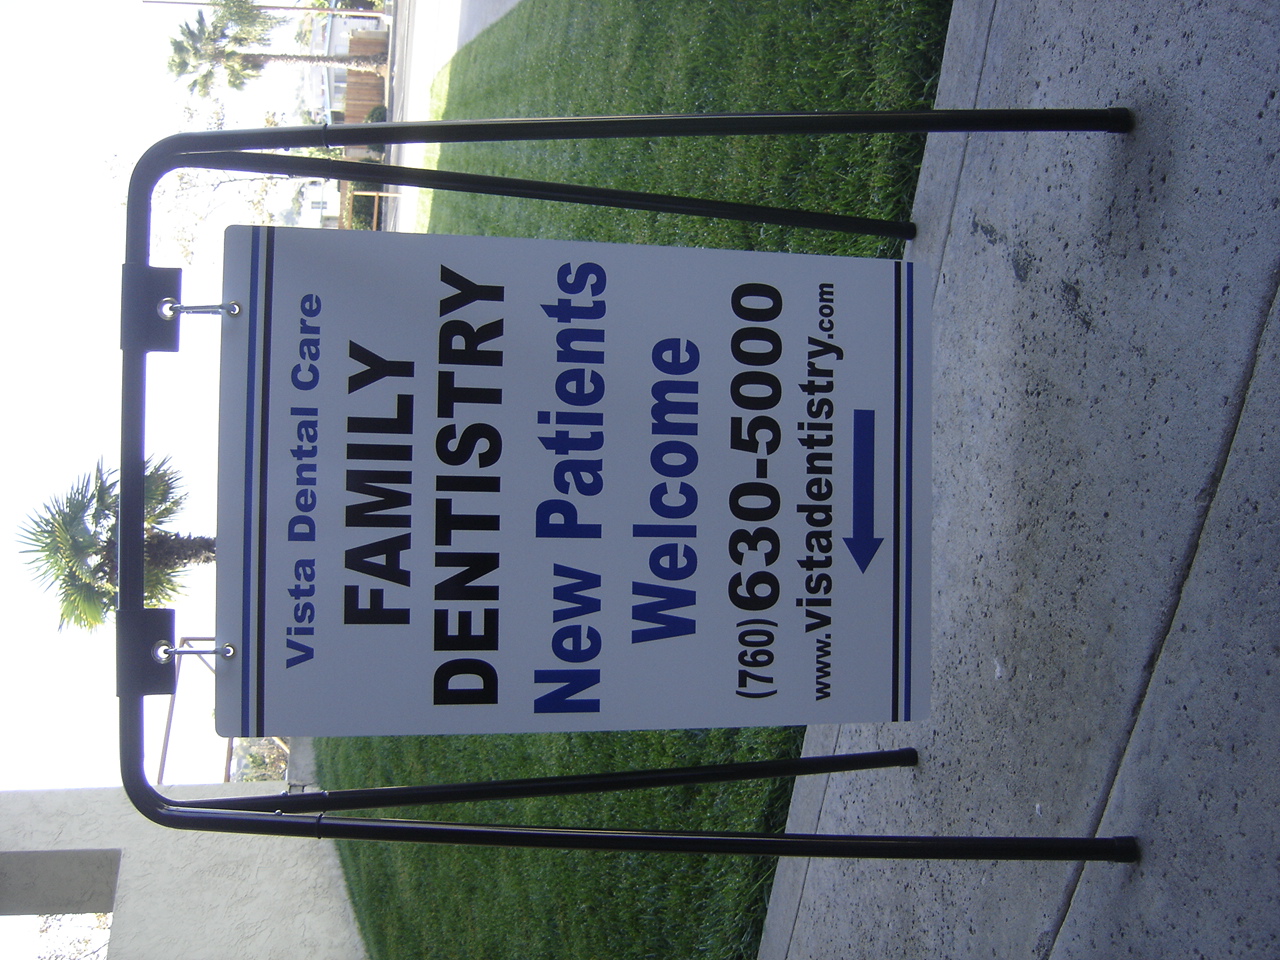 Vista Dental Care
FAMILY
DENTISTRY
New Patients
Welcome
(760) 630-5000
www.Vistadentistry.com